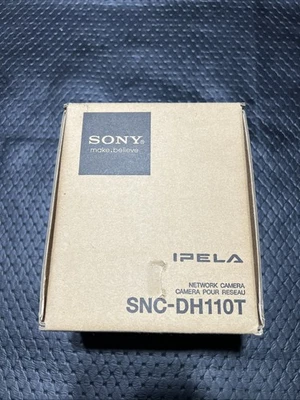 SONY
make.believe
IPELA
NETWORK CAMERA
CAMERA POUR RESEAU
SNC-DH110T